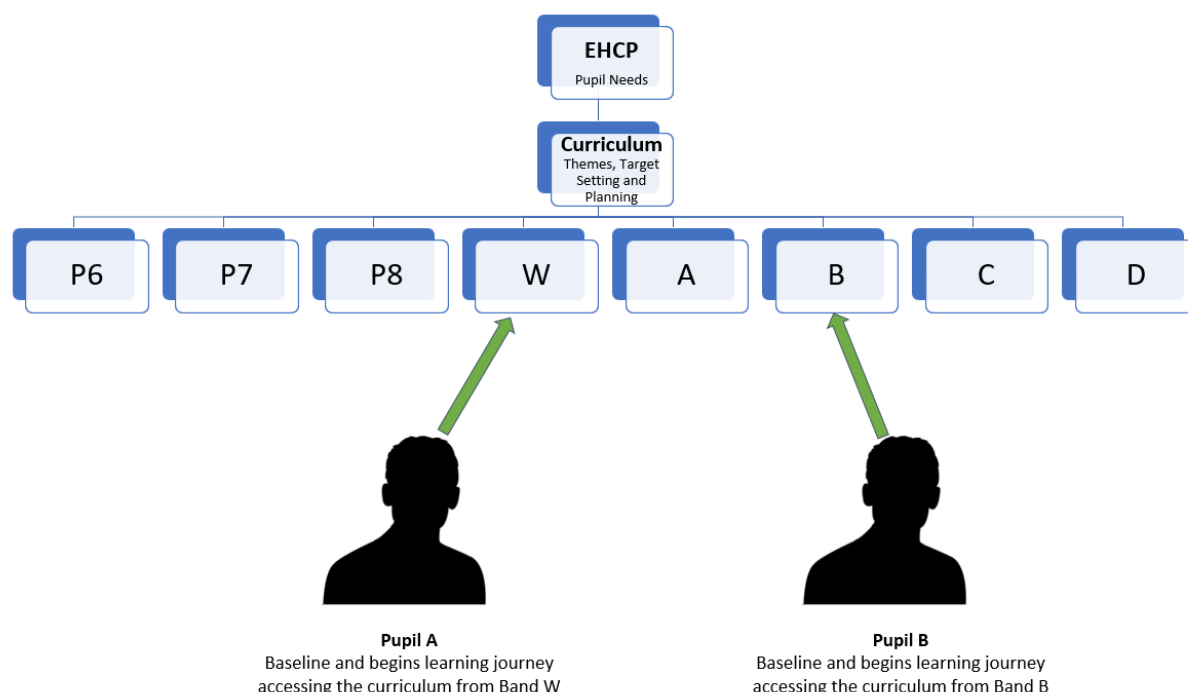 EHCP
Pupil Needs
Curriculum
Themes, Target
Setting and
Planning
P6
P7
P8
W
A
B
C
D
Pupil A
Baseline and begins learning journey
accessing the curriculum from Band W
Pupil B
Baseline and begins learning journey
accessing the curriculum from Band B